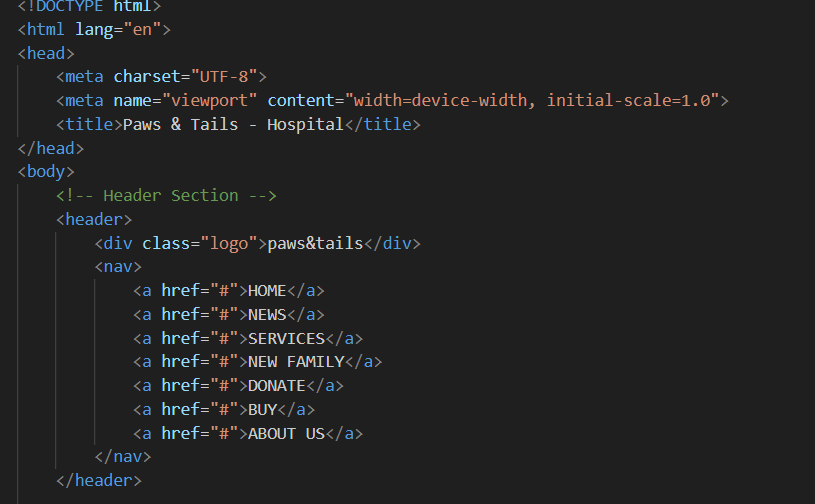 <!DOCTYPE html>
<html lang="en">
<head>
    <meta charset="UTF-8">
    <meta name="viewport" content="width=device-width, initial-scale=1.0">
    <title>Paws & Tails - Hospital</title>
</head>
<body>
    <!-- Header Section -->
    <header>
        <div class="logo">paws&tails</div>
        <nav>
            <a href="#">HOME</a>
            <a href="#">NEWS</a>
            <a href="#">SERVICES</a>
            <a href="#">NEW FAMILY</a>
            <a href="#">DONATE</a>
            <a href="#">BUY</a>
            <a href="#">ABOUT US</a>
        </nav>
    </header>